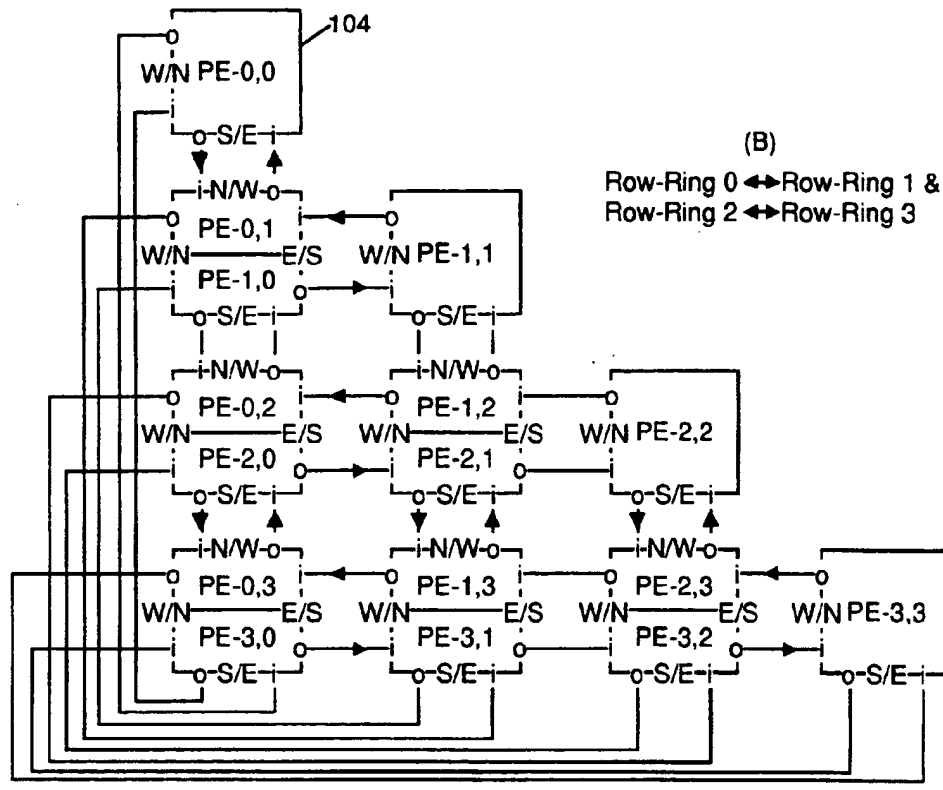 104
o
W/N PE-0,0
i
o S/E i
(B)
Row-Ring 0 ↔ Row-Ring 1 &
Row-Ring 2 ↔ Row-Ring 3
i N/W o
o PE-0,1 i o
W/N E/S W/N PE-1,1
i PE-1,0 o i
o S/E i o S/E i
i N/W o i N/W o
o PE-0,2 i o PE-1,2 i o
W/N E/S W/N E/S W/N PE-2,2
i PE-2,0 o i PE-2,1 o i
o S/E i o S/E i o S/E i
i N/W o i N/W o i N/W o
o PE-0,3 i o PE-1,3 i o PE-2,3 i o
W/N E/S W/N E/S W/N E/S W/N PE-3,3
i PE-3,0 o i PE-3,1 o i PE-3,2 o i
o S/E i o S/E i o S/E i o S/E i